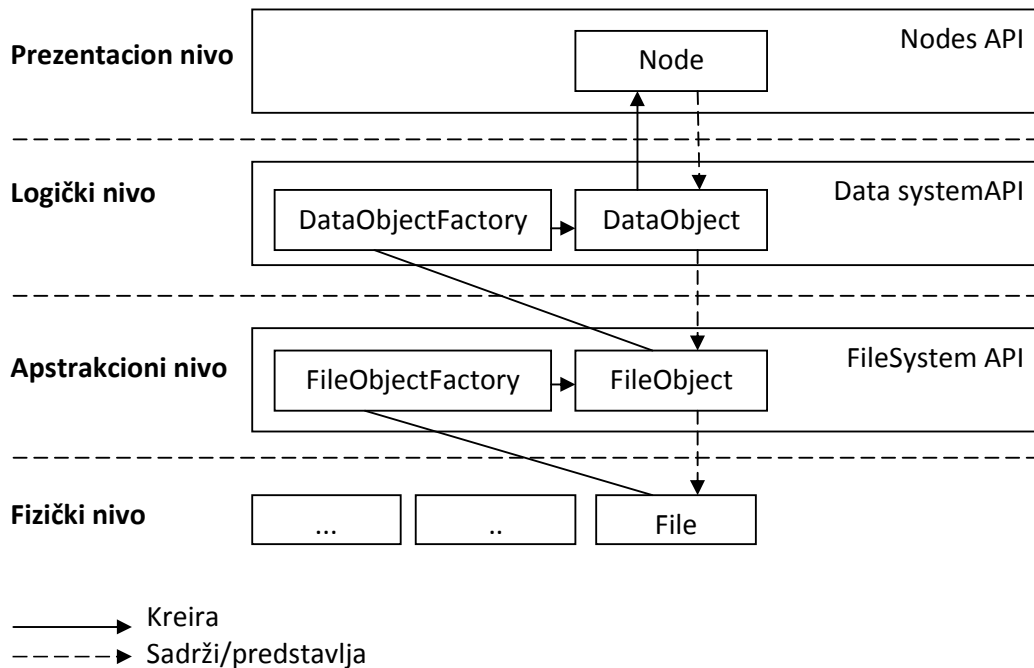 Prezentacion nivo
Nodes API
Node
Logički nivo
Data systemAPI
DataObjectFactory
DataObject
Apstrakcioni nivo
FileSystem API
FileObjectFactory
FileObject
Fizički nivo
...
..
File
Kreira
Sadrži/predstavlja